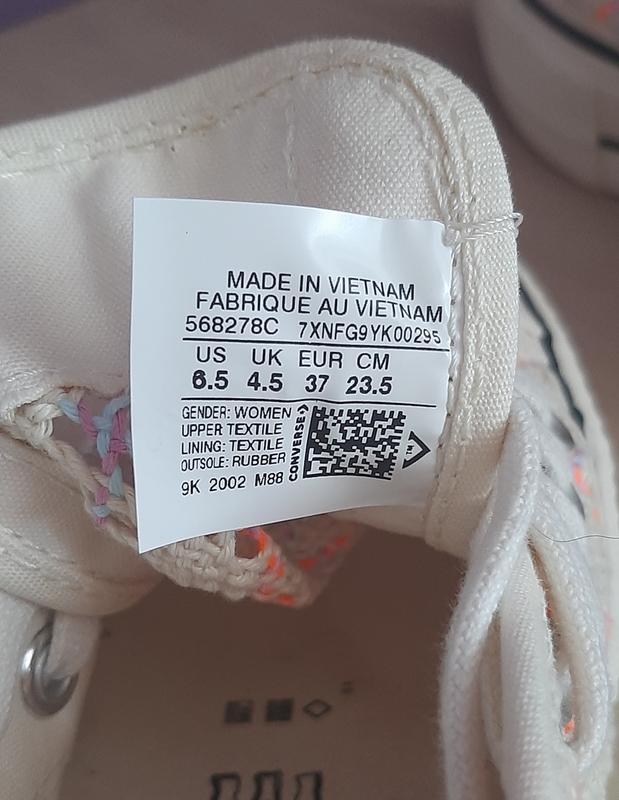 MADE IN VIETNAM
FABRIQUE AU VIETNAM
568278C 7XNFG9YK00295
US UK EUR CM
6.5 4.5 37 23.5
GENDER: WOMEN
UPPER TEXTILE
LINING: TEXTILE
OUTSOLE: RUBBER
CONVERSE
TM
9K 2002 M88